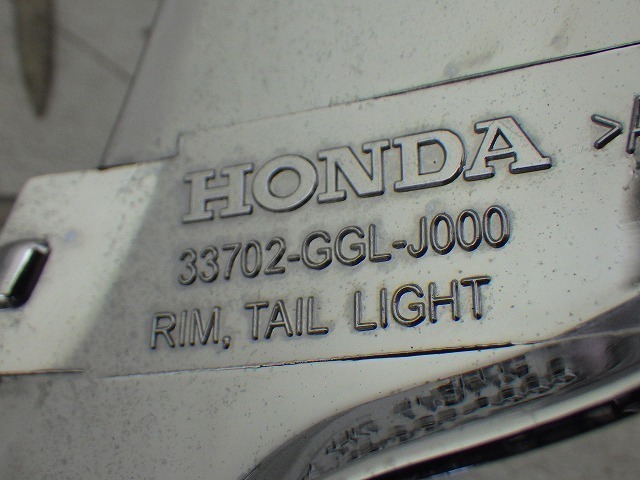 HONDA
33702-GGL-J000
RIM, TAIL LIGHT